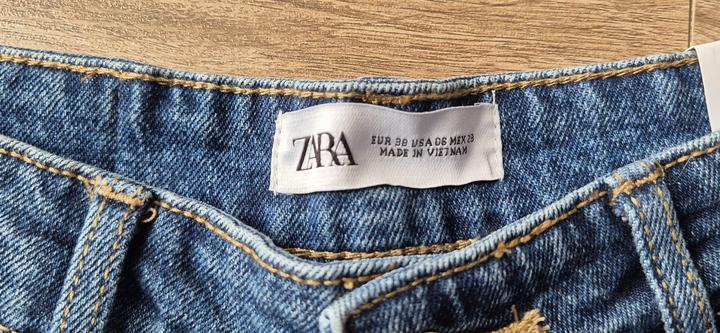 ZARA
EUR 38 USA 06 MEX 28
MADE IN VIETNAM